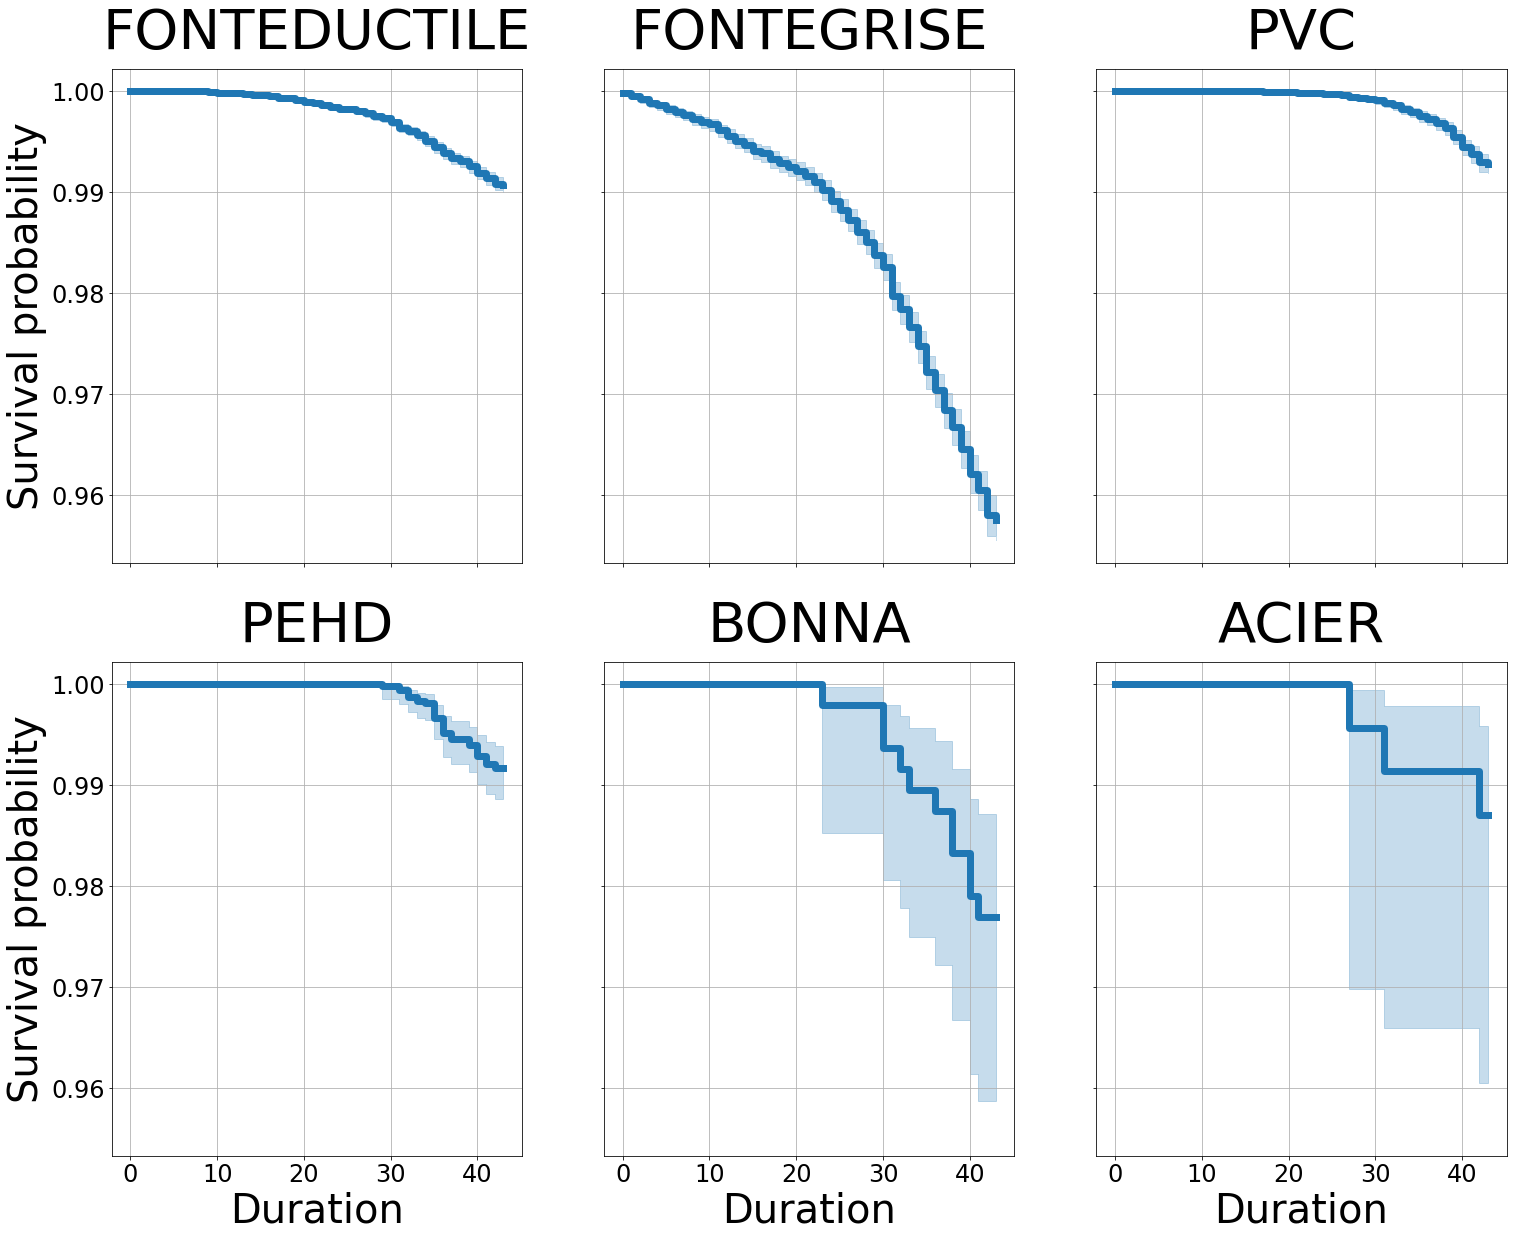 FONTEDUCTILE
FONTEGRISE
PVC
Survival probability
1.00
0.99
0.98
0.97
0.96
PEHD
BONNA
ACIER
Survival probability
1.00
0.99
0.98
0.97
0.96
0 10 20 30 40
0 10 20 30 40
0 10 20 30 40
Duration
Duration
Duration